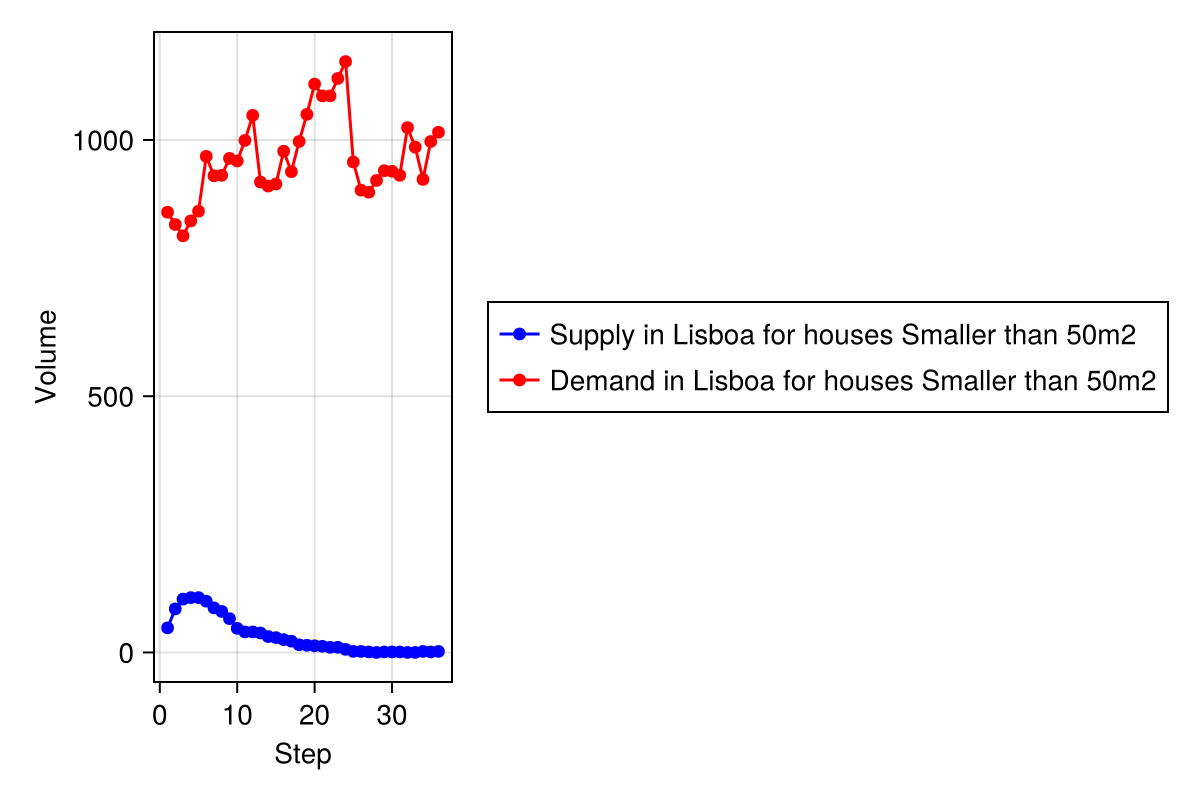 Volume
1000
500
0
0 10 20 30
Step
Supply in Lisboa for houses Smaller than 50m2
Demand in Lisboa for houses Smaller than 50m2